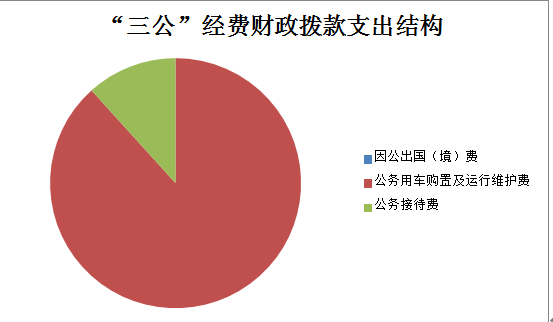 “三公”经费财政拨款支出结构
因公出国（境）费
公务用车购置及运行维护费
公务接待费